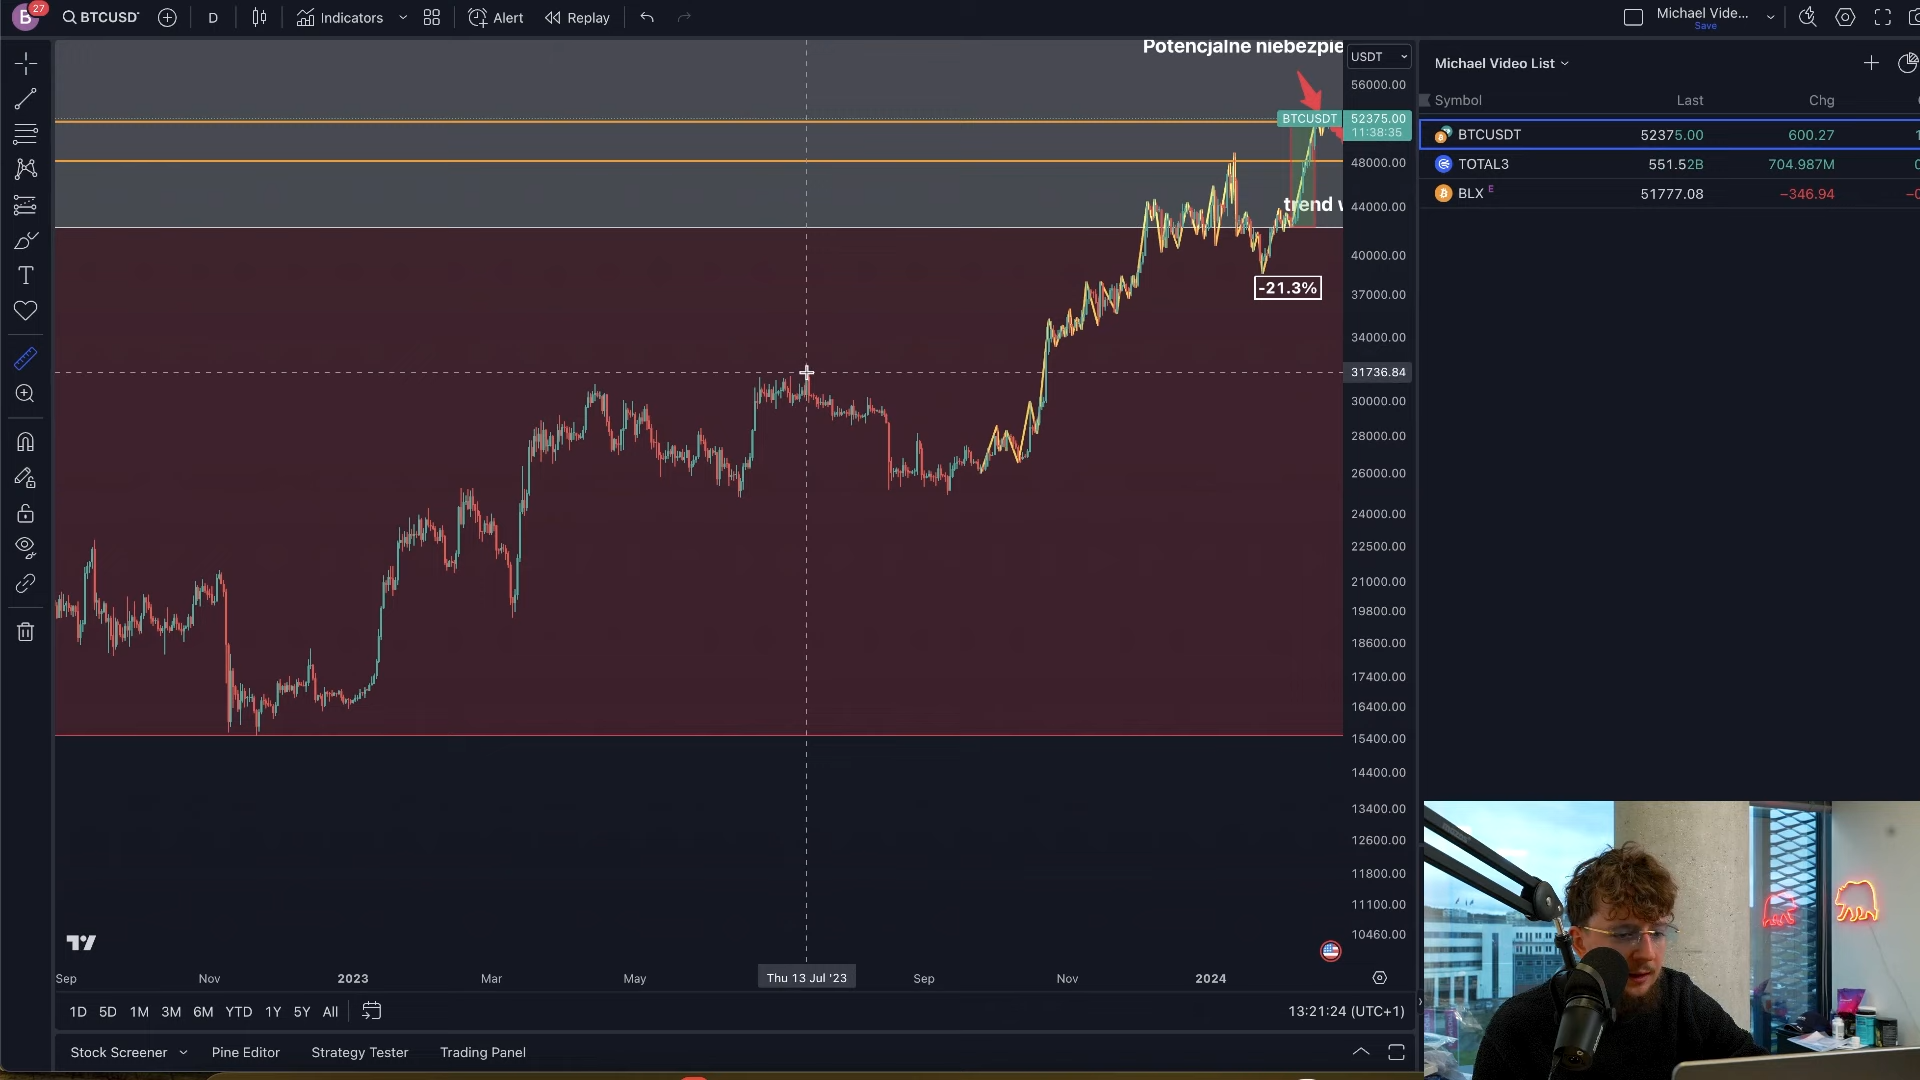 B
27
BTCUSD
D
Indicators
Alert
Replay
Michael Vide...
Save
Potencjalne niebezpie
USDT
56000.00
BTCUSDT
52375.00
11:38:35
48000.00
trend
44000.00
40000.00
-21.3%
37000.00
34000.00
31736.84
30000.00
28000.00
26000.00
24000.00
22500.00
21000.00
19800.00
18600.00
17400.00
16400.00
15400.00
14400.00
13400.00
12600.00
11800.00
11100.00
10460.00
Sep
Nov
2023
Mar
May
Thu 13 Jul '23
Sep
Nov
2024
1D 5D 1M 3M 6M YTD 1Y 5Y All
13:21:24 (UTC+1)
Stock Screener
Pine Editor
Strategy Tester
Trading Panel
Michael Video List
Symbol Last Chg
BTCUSDT 52375.00 600.27
TOTAL3 551.52B 704.987M
BLX E 51777.08 −346.94